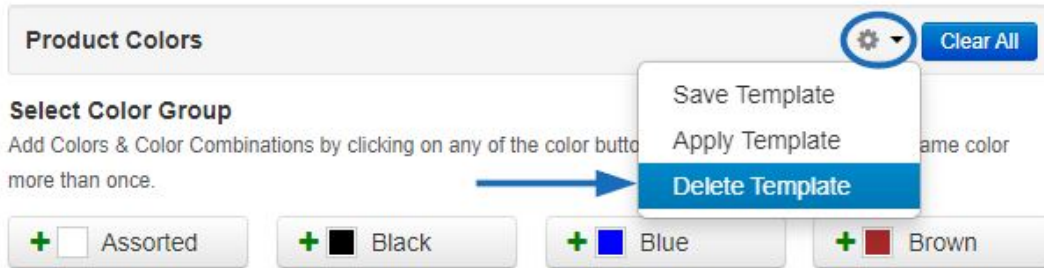 Product Colors
Clear All
Save Template
Select Color Group
Add Colors & Color Combinations by clicking on any of the color butto
Apply Template
ame color
more than once.
Delete Template
Assorted
Black
Blue
Brown